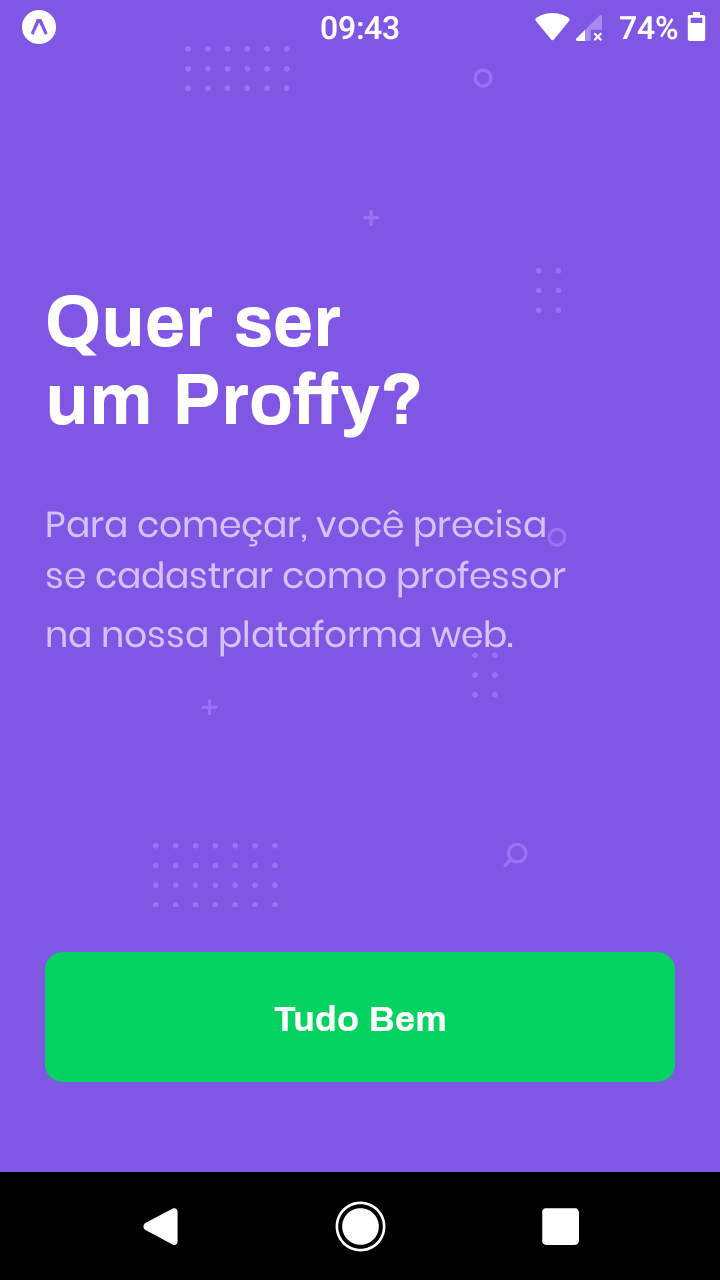 09:43
74%
Quer ser
um Proffy?
Para começar, você precisa
se cadastrar como professor
na nossa plataforma web.
Tudo Bem